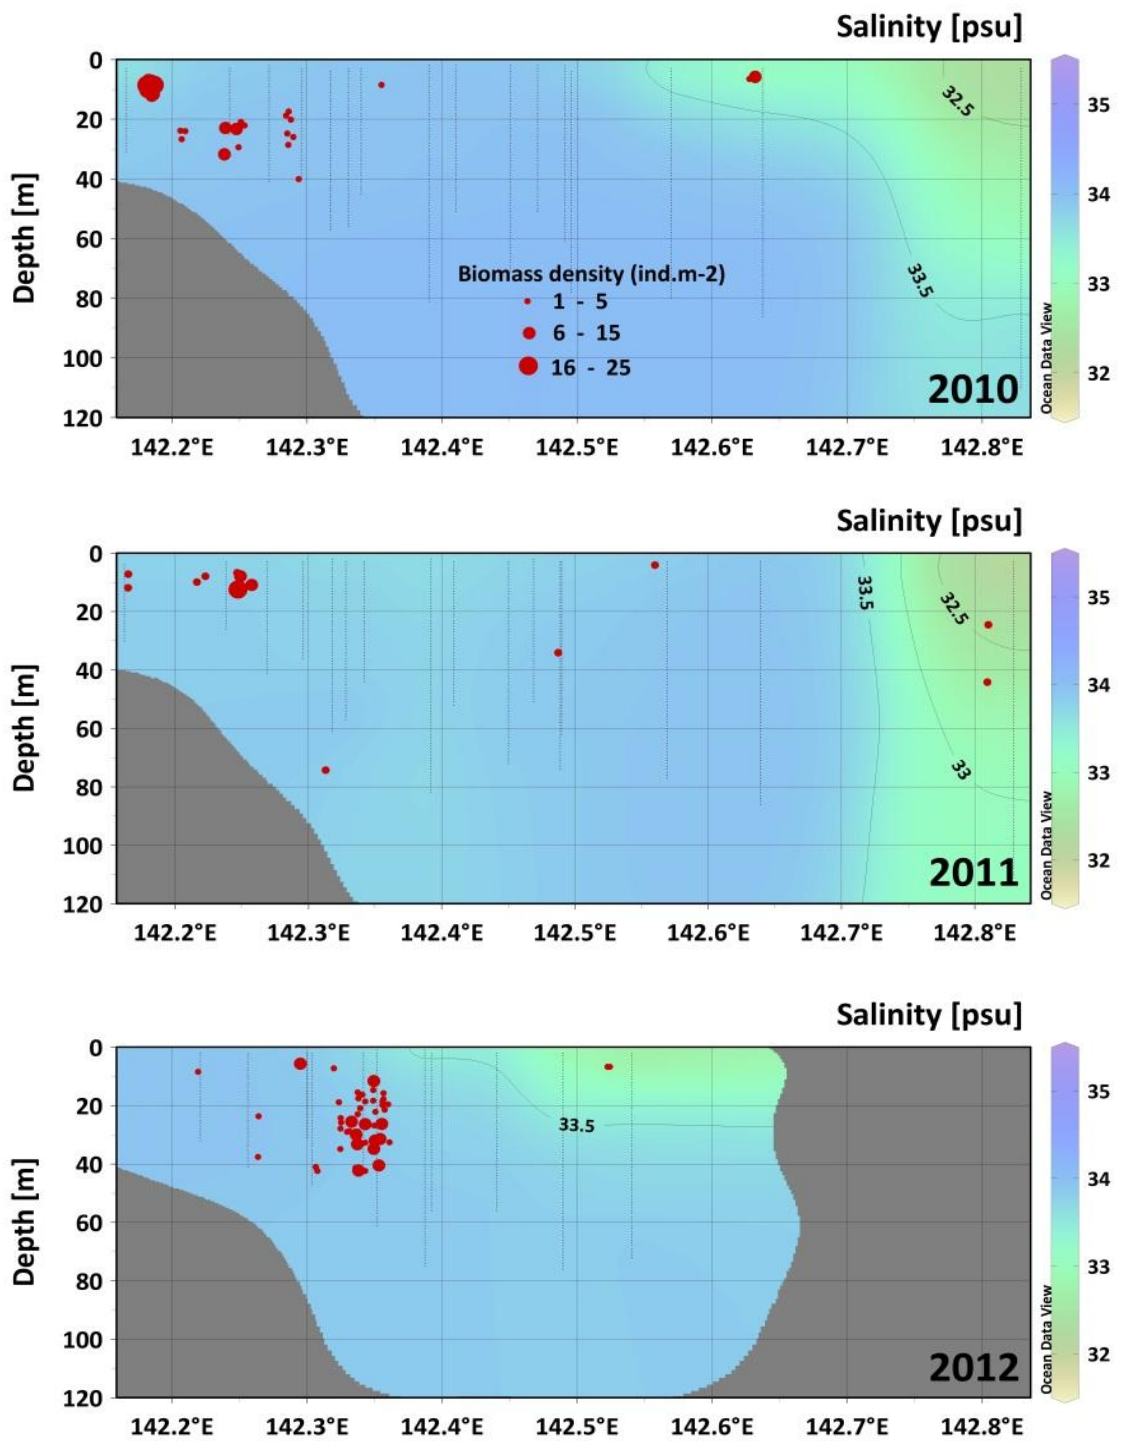 Salinity [psu]
0
20
40
60
80
100
120
Depth [m]
32.5
33.5
Biomass density (ind.m-2)
1 - 5
6 - 15
16 - 25
2010
Ocean Data View
35
34
33
32
142.2°E 142.3°E 142.4°E 142.5°E 142.6°E 142.7°E 142.8°E
Salinity [psu]
0
20
40
60
80
100
120
Depth [m]
33.5
32.5
33
2011
Ocean Data View
35
34
33
32
142.2°E 142.3°E 142.4°E 142.5°E 142.6°E 142.7°E 142.8°E
Salinity [psu]
0
20
40
60
80
100
120
Depth [m]
33.5
2012
Ocean Data View
35
34
33
32
142.2°E 142.3°E 142.4°E 142.5°E 142.6°E 142.7°E 142.8°E